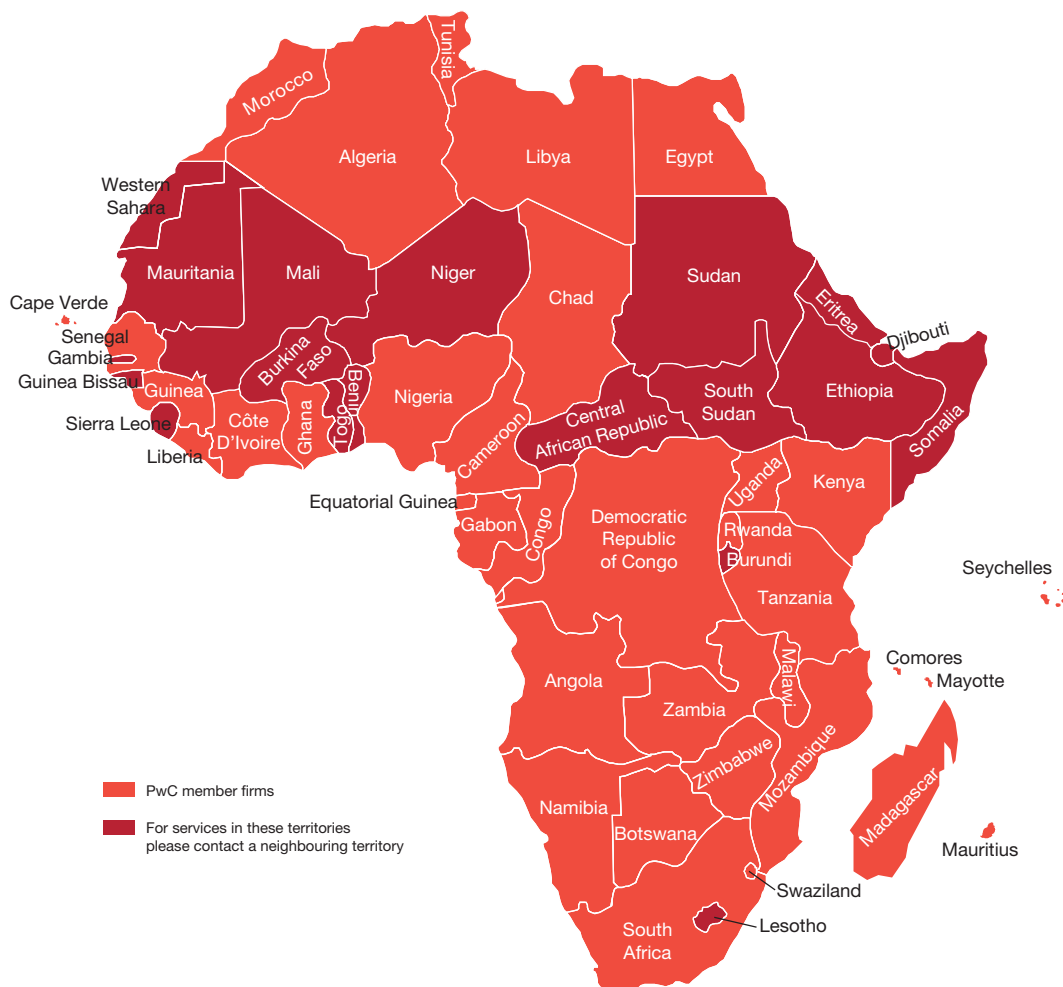 Tunisia
Morocco
Algeria
Libya
Egypt
Western
Sahara
Mauritania
Mali
Niger
Chad
Sudan
Eritrea
Djibouti
Cape Verde
Senegal
Gambia
Guinea Bissau
Guinea
Sierra Leone
Liberia
Côte
D'Ivoire
Burkina
Faso
Ghana
Togo
Benin
Nigeria
Cameroon
Central
African Republic
South
Sudan
Ethiopia
Somalia
Equatorial Guinea
Gabon
Congo
Democratic
Republic
of Congo
Uganda
Kenya
Rwanda
Burundi
Tanzania
Seychelles
Comores
Mayotte
Angola
Zambia
Malawi
Mozambique
Zimbabwe
Madagascar
Mauritius
Namibia
Botswana
Swaziland
Lesotho
South
Africa
PwC member firms
For services in these territories
please contact a neighbouring territory